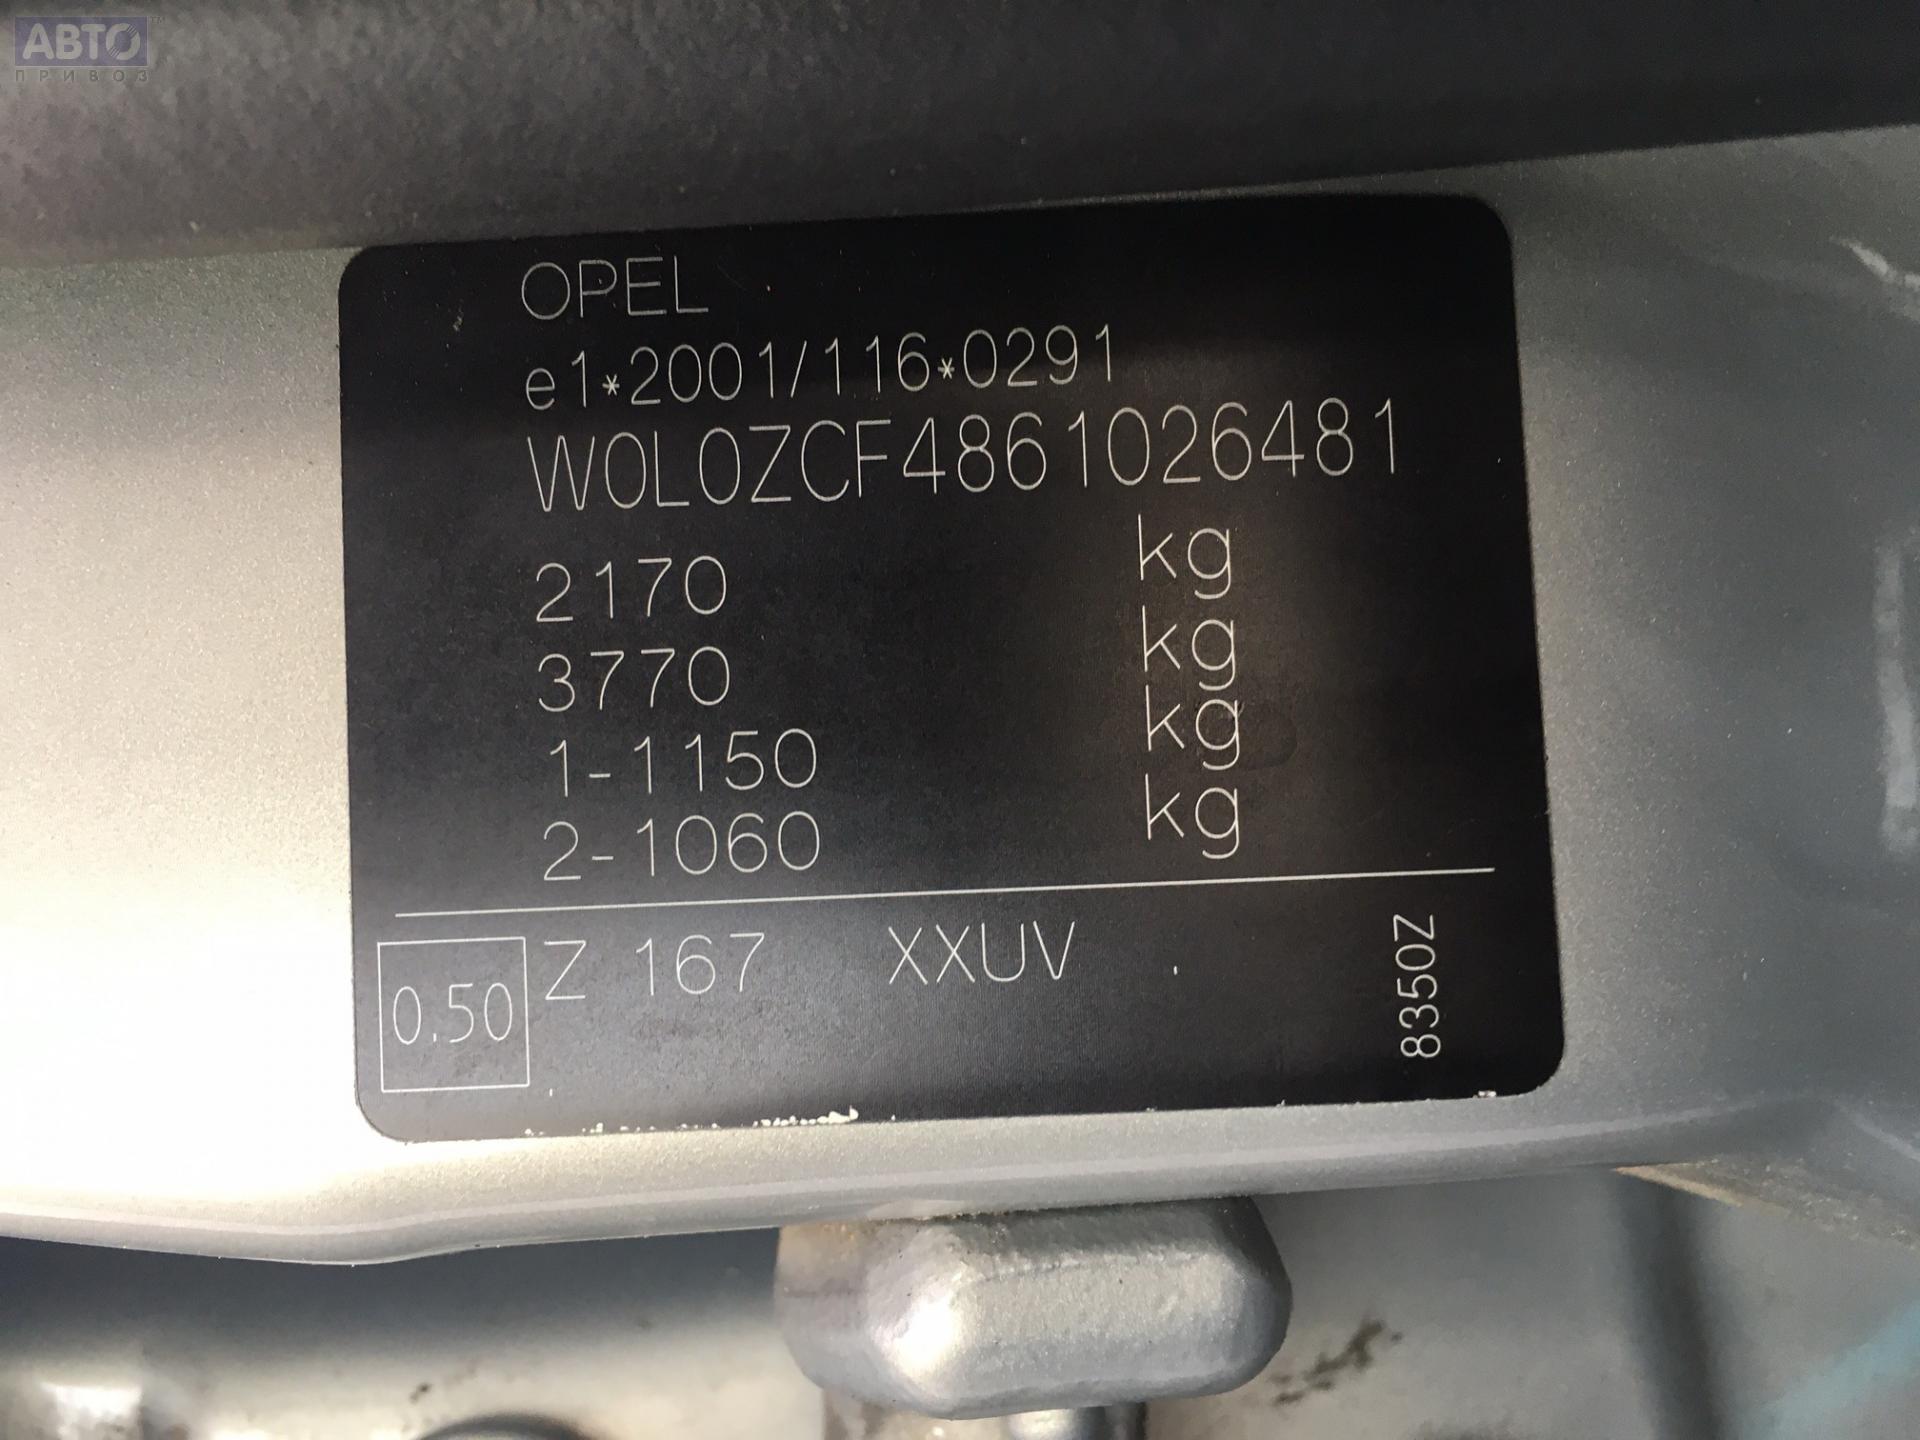 АВТО
ПРИВОЗ
OPEL
e1*2001/116*0291
W0L0ZCF4861026481
2170 kg
3770 kg
1-1150 kg
2-1060 kg
0.50
Z 167 XXUV
8350Z